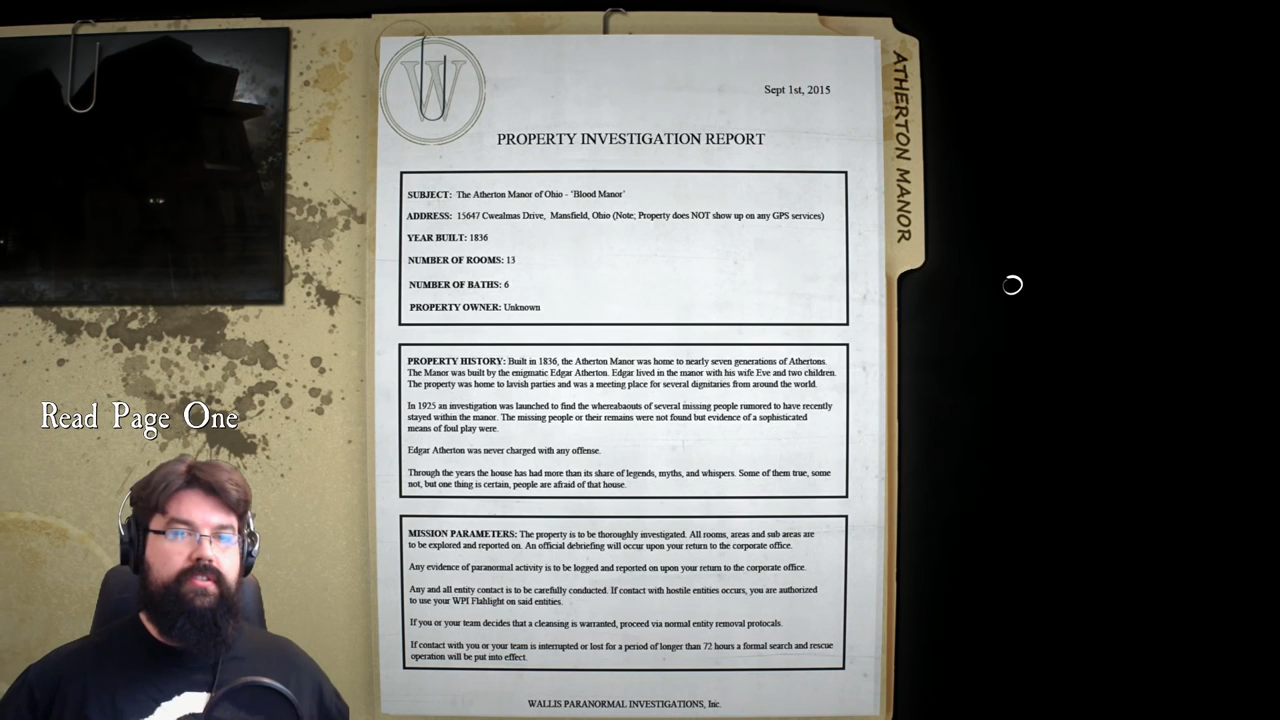 W
Sept 1st, 2015
ATHERTON MANOR
PROPERTY INVESTIGATION REPORT
SUBJECT: The Atherton Manor of Ohio - "Blood Manor"
ADDRESS: 15647 Cwealmas Drive, Mansfield, Ohio (Note; Property does NOT show up on any GPS services)
YEAR BUILT: 1836
NUMBER OF ROOMS: 13
NUMBER OF BATHS: 6
PROPERTY OWNER: Unknown
PROPERTY HISTORY: Built in 1836, the Atherton Manor was home to nearly seven generations of Athertons.
The Manor was built by the enigmatic Edgar Atherton. Edgar lived in the manor with his wife Eve and two children.
The property was home to lavish parties and was a meeting place for several dignitaries from around the world.
In 1925 an investigation was launched to find the whereabaouts of several missing people rumored to have recently
stayed within the manor. The missing people or their remains were not found but evidence of a sophisticated
means of foul play were.
Edgar Atherton was never charged with any offense.
Through the years the house has had more than its share of legends, myths, and whispers. Some of them true, some
not, but one thing is certain, people are afraid of that house.
Read Page One
MISSION PARAMETERS: The property is to be thoroughly investigated. All rooms, areas and sub areas are
to be explored and reported on. An official debriefing will occur upon your return to the corporate office.
Any evidence of paranormal activity is to be logged and reported on upon your return to the corporate office.
Any and all entity contact is to be carefully conducted. If contact with hostile entities occurs, you are authorized
to use your WPI Flahlight on said entities.
If you or your team decides that a cleansing is warranted, proceed via normal entity removal protocals.
If contact with you or your team is interrupted or lost for a period of longer than 72 hours a formal search and rescue
operation will be put into effect.
WALLIS PARANORMAL INVESTIGATIONS, Inc.